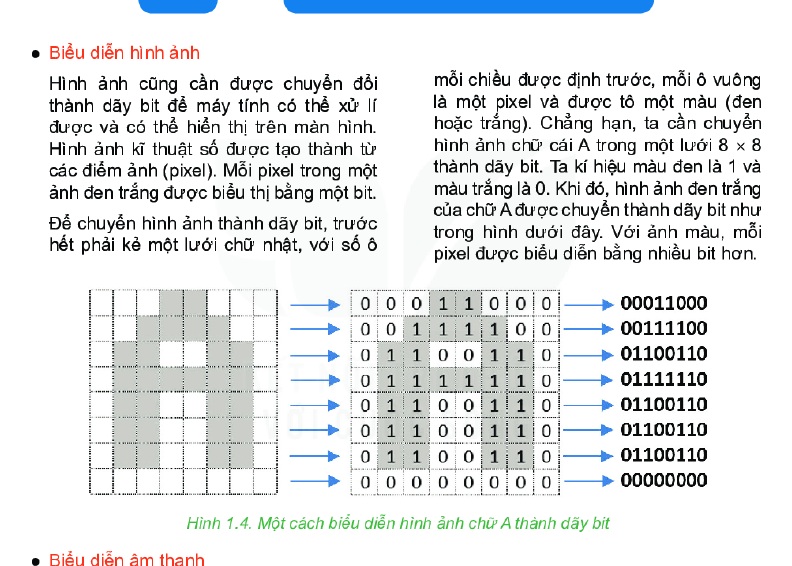 • Biểu diễn hình ảnh
Hình ảnh cũng cần được chuyển đổi
thành dãy bit để máy tính có thể xử lí
được và có thể hiển thị trên màn hình.
Hình ảnh kĩ thuật số được tạo thành từ
các điểm ảnh (pixel). Mỗi pixel trong một
ảnh đen trắng được biểu thị bằng một bit.
Để chuyển hình ảnh thành dãy bit, trước
hết phải kẻ một lưới chữ nhật, với số ô
mỗi chiều được định trước, mỗi ô vuông
là một pixel và được tô một màu (đen
hoặc trắng). Chẳng hạn, ta cần chuyển
hình ảnh chữ cái A trong một lưới 8 × 8
thành dãy bit. Ta kí hiệu màu đen là 1 và
màu trắng là 0. Khi đó, hình ảnh đen trắng
của chữ A được chuyển thành dãy bit như
trong hình dưới đây. Với ảnh màu, mỗi
pixel được biểu diễn bằng nhiều bit hơn.
0 0 0 1 1 0 0 0 00011000
0 0 1 1 1 1 0 0 00111100
0 1 1 0 0 1 1 0 01100110
0 1 1 1 1 1 1 0 01111110
0 1 1 0 0 1 1 0 01100110
0 1 1 0 0 1 1 0 01100110
0 1 1 0 0 1 1 0 01100110
0 0 0 0 0 0 0 0 00000000
Hình 1.4. Một cách biểu diễn hình ảnh chữ A thành dãy bit
• Biểu diễn âm thanh